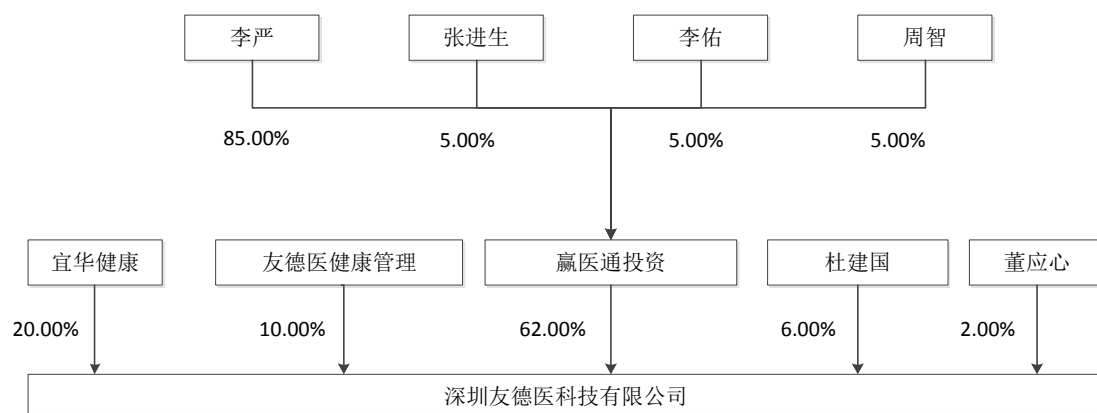 李严
张进生
李佑
周智
85.00%
5.00%
5.00%
5.00%
宜华健康
友德医健康管理
赢医通投资
杜建国
董应心
20.00%
10.00%
62.00%
6.00%
2.00%
深圳友德医科技有限公司